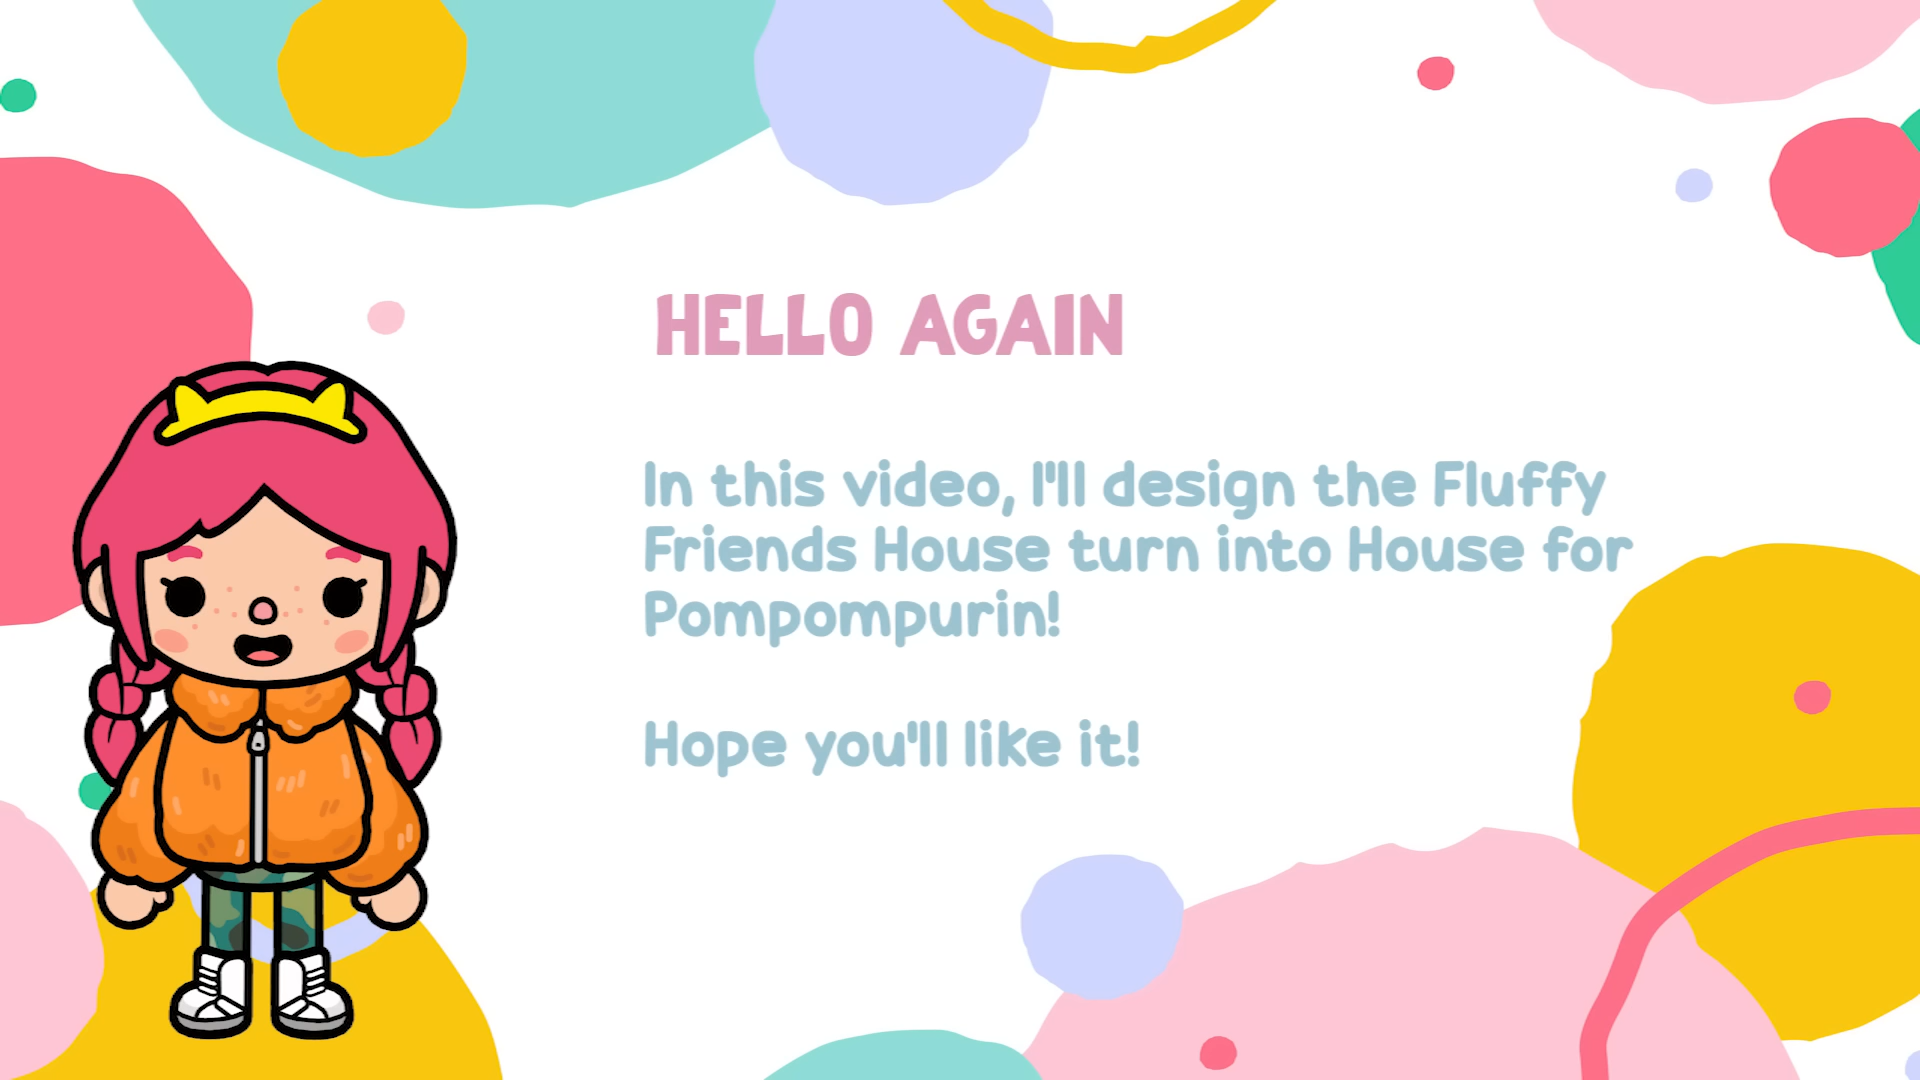 HELLO AGAIN
In this video, I'll design the Fluffy
Friends House turn into House for
Pompompurin!
Hope you'll like it!